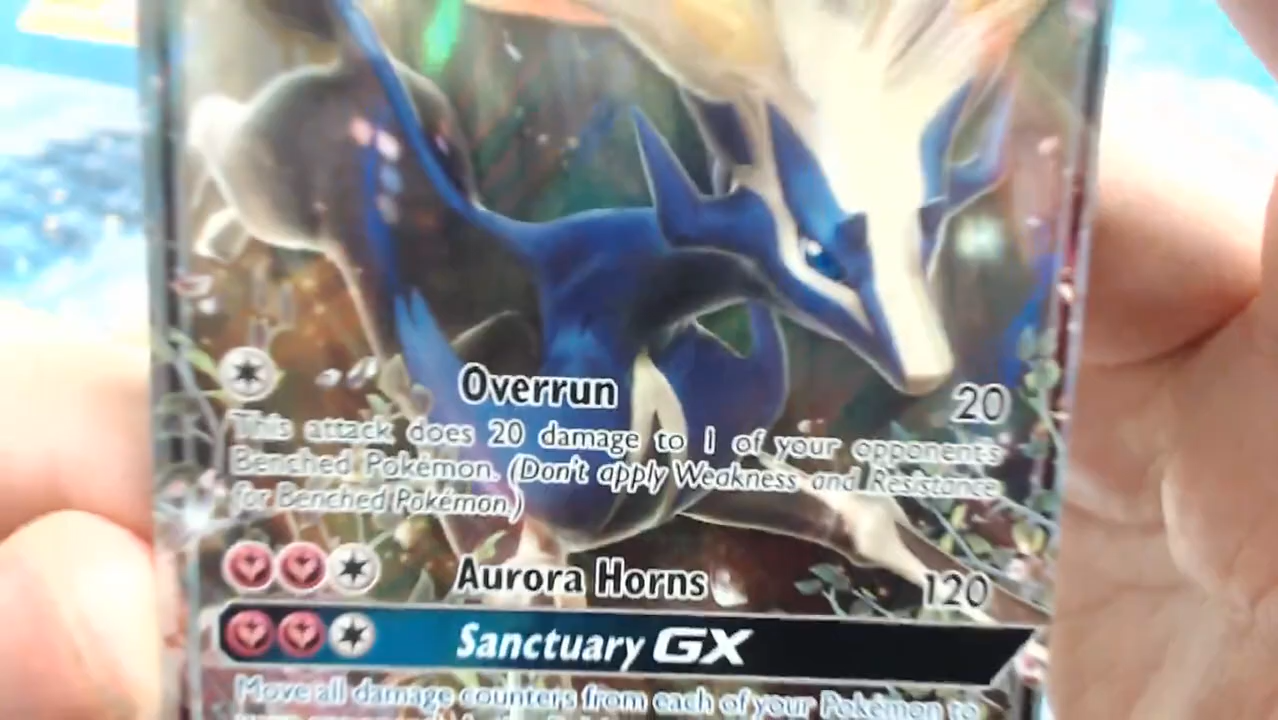 Overrun 20
This attack does 20 damage to 1 of your opponent's
Benched Pokémon. (Don't apply Weakness and Resistance
for Benched Pokémon.)
Aurora Horns 120
Sanctuary GX
Move all damage counters from each of your Pokémon to